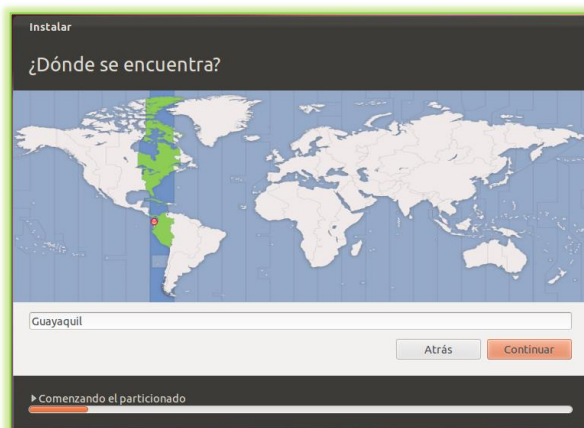 Instalar
¿Dónde se encuentra?
Guayaquil
Atrás
Continuar
Comenzando el particionado